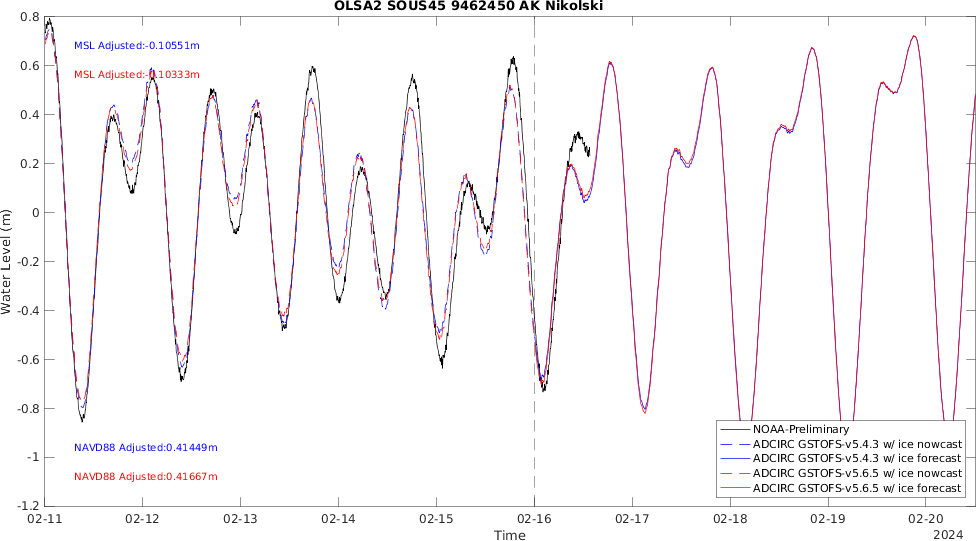 OLSA2 SOUS45 9462450 AK Nikolski
0.8
0.6
0.4
0.2
0
-0.2
-0.4
-0.6
-0.8
-1
-1.2
Water Level (m)
MSL Adjusted:-0.10551m
MSL Adjusted:-0.10333m
NAVD88 Adjusted:0.41449m
NAVD88 Adjusted:0.41667m
NOAA-Preliminary
ADCIRC GSTOFS-v5.4.3 w/ ice nowcast
ADCIRC GSTOFS-v5.4.3 w/ ice forecast
ADCIRC GSTOFS-v5.6.5 w/ ice nowcast
ADCIRC GSTOFS-v5.6.5 w/ ice forecast
02-11 02-12 02-13 02-14 02-15 02-16 02-17 02-18 02-19 02-20
Time
2024